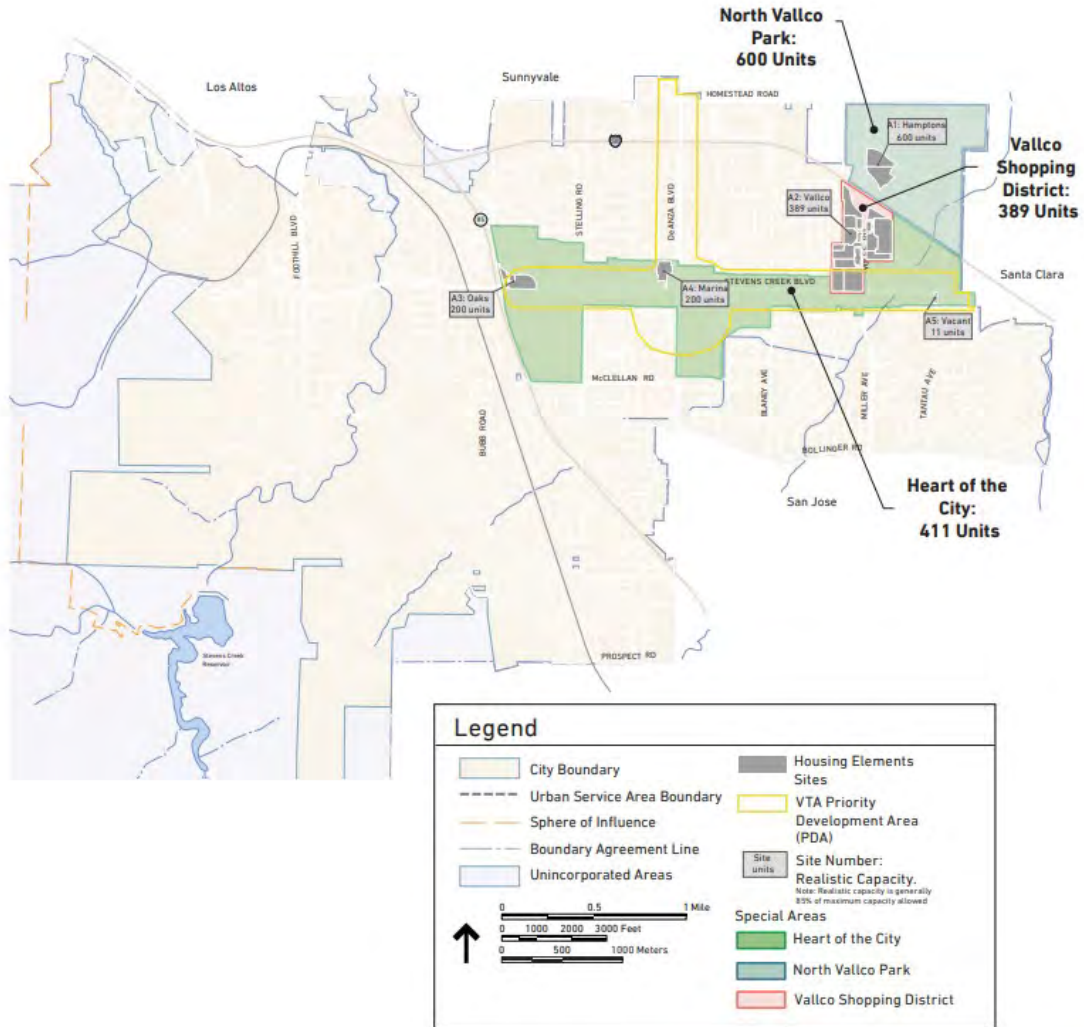 North Vallco
Park:
600 Units
Los Altos
Sunnyvale
HOMESTEAD ROAD
A1: Hamptons
600 units
Vallco
Shopping
District:
389 Units
A2: Vallco
389 units
FOOTHILL BLVD
STELLING RD
DeANZA BLVD
85
Santa Clara
A3: Oaks
200 units
A4: Marina
200 units
STEVENS CREEK BLVD
A5: Vacant
11 units
McCLELLAN RD
BUBB ROAD
BLANEY AVE
MILLER AVE
TANTAU AVE
BOLLINGER RD
San Jose
Heart of the
City:
411 Units
Stevens Creek
Reservoir
PROSPECT RD
Legend
City Boundary
Urban Service Area Boundary
Sphere of Influence
Boundary Agreement Line
Unincorporated Areas
0 0.5 1 Mile
0 1000 2000 3000 Feet
0 500 1000 Meters
Housing Elements
Sites
VTA Priority
Development Area
(PDA)
Site
units
Site Number:
Realistic Capacity.
Note: Realistic capacity is generally
85% of maximum capacity allowed
Special Areas
Heart of the City
North Vallco Park
Vallco Shopping District